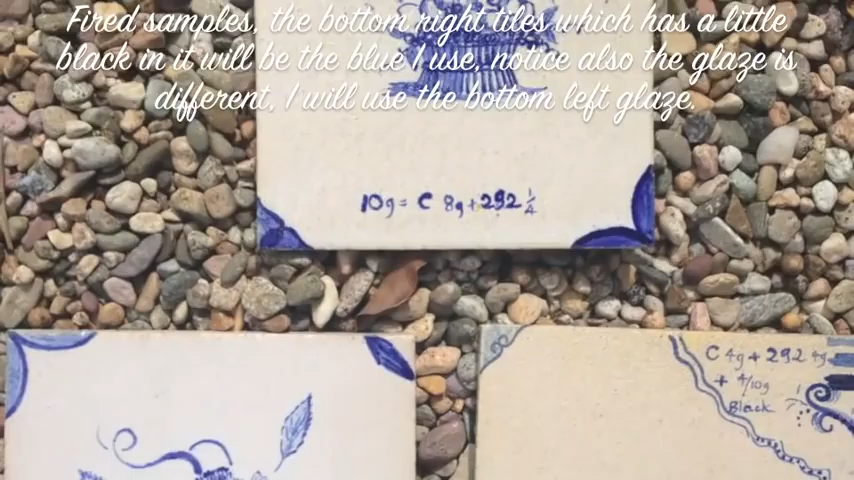 Fired samples, the bottom right tiles which has a little
black in it will be the blue I use, notice also the glaze is
different, I will use the bottom left glaze.
10g = C 8g + 292 1/4
C 4g + 292 4g
+ 4/10g
Black